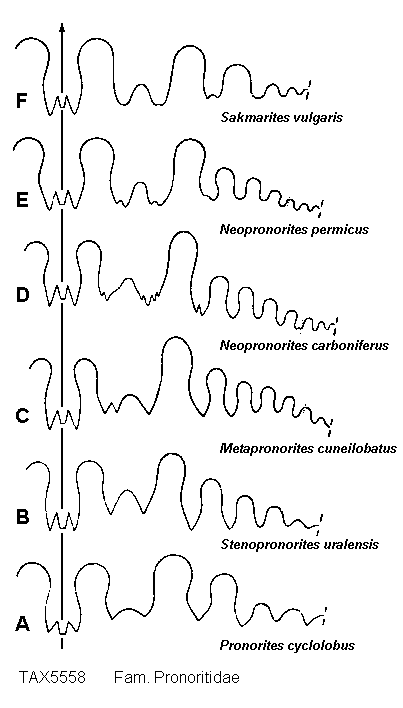 F
Sakmarites vulgaris
E
Neopronorites permicus
D
Neopronorites carboniferus
C
Metapronorites cuneilobatus
B
Stenopronorites uralensis
A
Pronorites cyclolobus
TAX5558 Fam. Pronoritidae